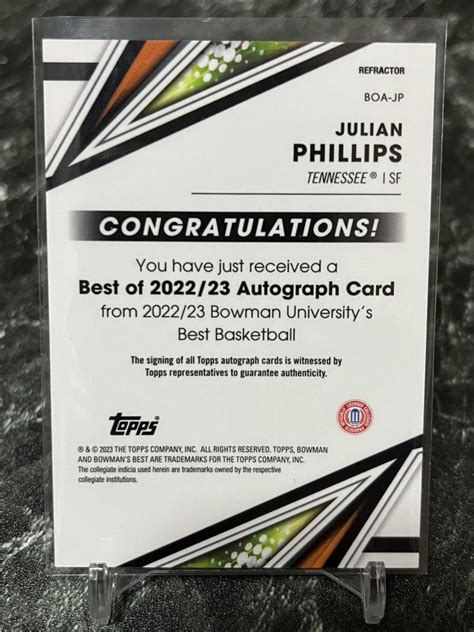 REFRACTOR
BOA-JP
JULIAN
PHILLIPS
TENNESSEE® | SF
CONGRATULATIONS!
You have just received a
Best of 2022/23 Autograph Card
from 2022/23 Bowman University's
Best Basketball
The signing of all Topps autograph cards is witnessed by
Topps representatives to guarantee authenticity.
topps
® & © 2023 THE TOPPS COMPANY, INC. ALL RIGHTS RESERVED. TOPPS, BOWMAN
AND BOWMAN'S BEST ARE TRADEMARKS FOR THE TOPPS COMPANY, INC.
The collegiate indicia used herein are trademarks owned by the respective
collegiate institutions.